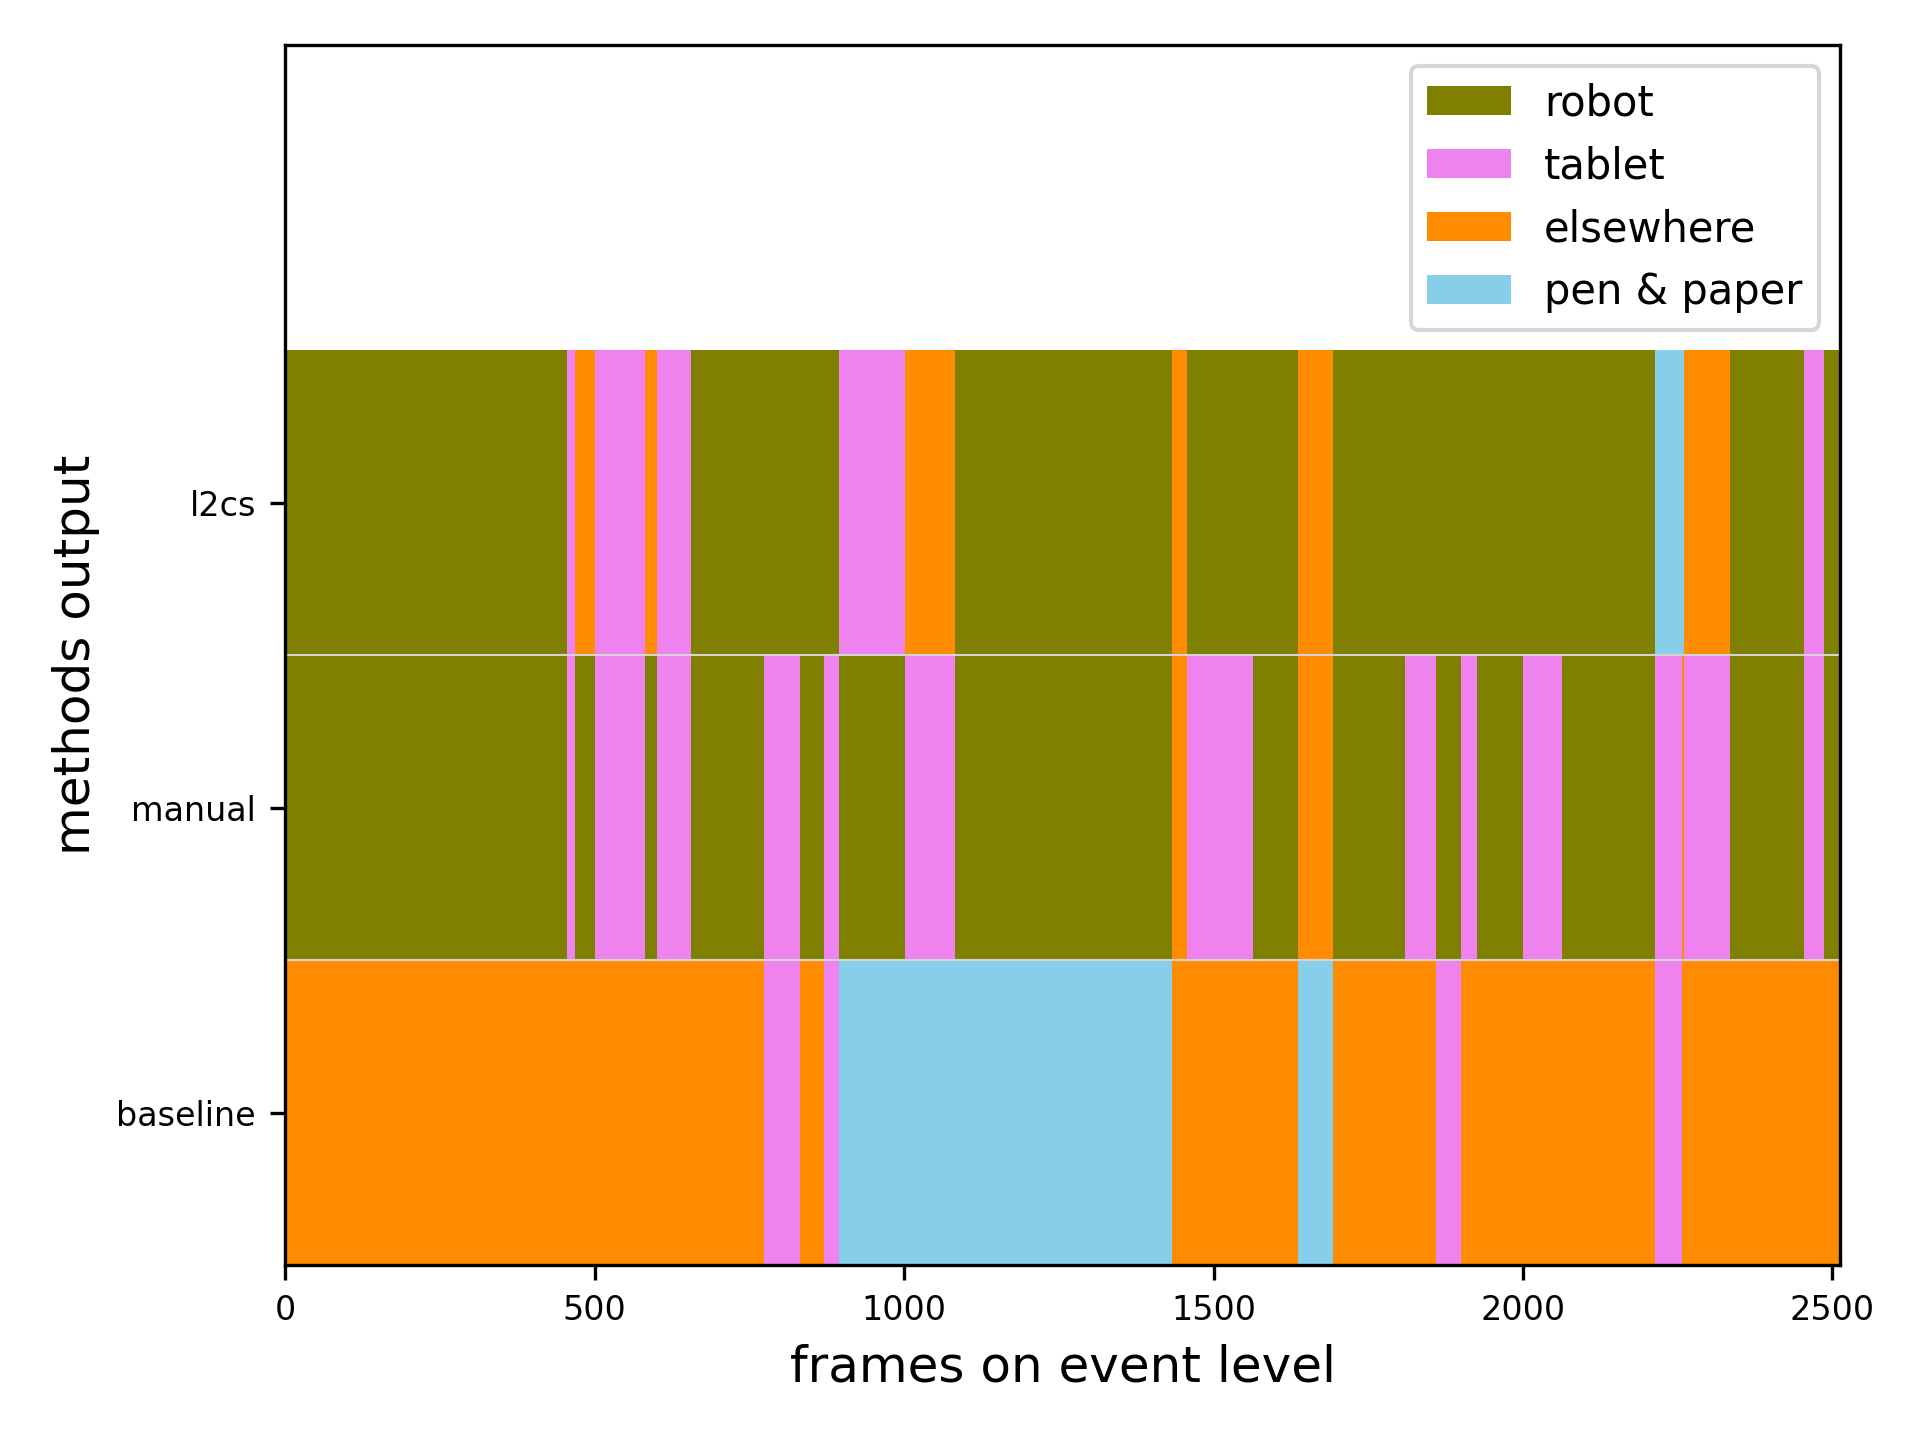 robot
tablet
elsewhere
pen & paper
methods output
l2cs
manual
baseline
0 500 1000 1500 2000 2500
frames on event level